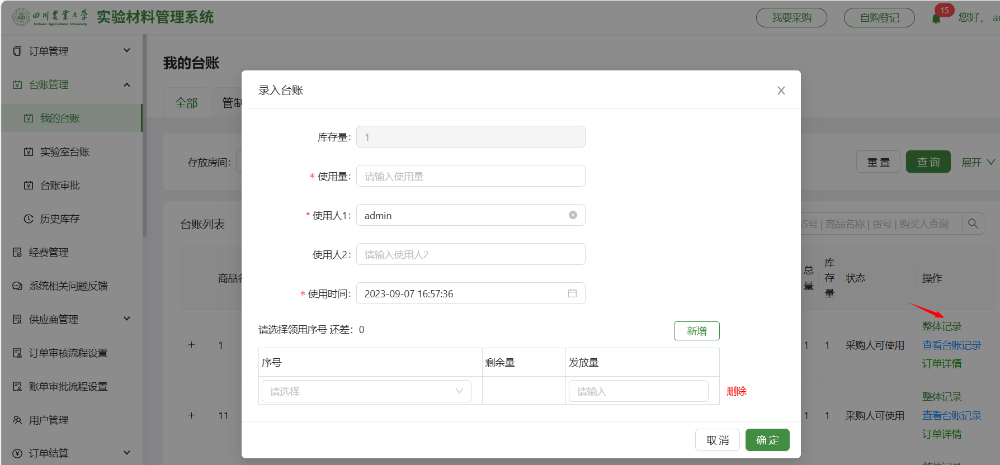 四川农业大学
Sichuan Agricultural University
实验材料管理系统
我要采购
自购登记
15
您好，
订单管理
台账管理
我的台账
实验室台账
台账审批
历史库存
经费管理
系统相关问题反馈
供应商管理
订单审核流程设置
账单审批流程设置
用户管理
订单结算
我的台账
全部
管制
存放房间：
重 置
查 询
展开
台账列表
AS号 | 商品名称 | 货号 | 购买人查询
商品名
总量
库存量
状态
操作
1
1
1
采购人可使用
整体记录
查看台账记录
订单详情
11
1
1
采购人可使用
整体记录
查看台账记录
订单详情
录入台账
库存量：
1
* 使用量：
请输入使用量
* 使用人1：
admin
使用人2：
请输入使用人2
* 使用时间：
2023-09-07 16:57:36
请选择领用序号 还差：0
新增
序号
剩余量
发放量
请选择
请输入
删除
取 消
确 定